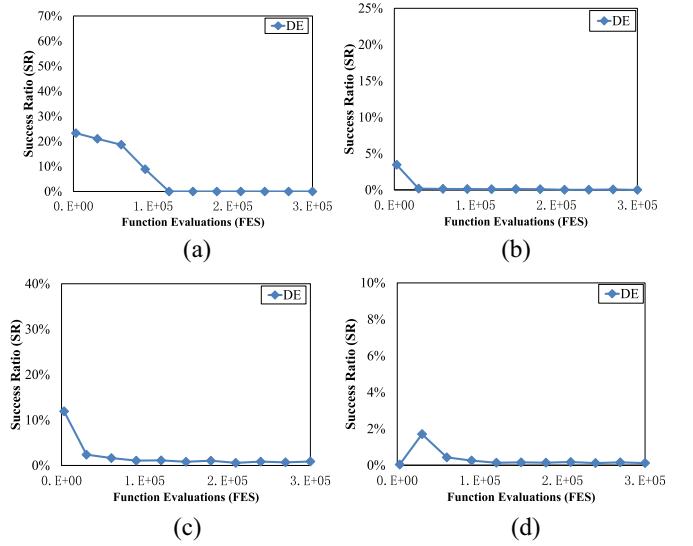 70%
60%
50%
40%
30%
20%
10%
0%
Success Ratio (SR)
DE
0.E+00 1.E+05 2.E+05 3.E+05
Function Evaluations (FES)
(a)
25%
20%
15%
10%
5%
0%
Success Ratio (SR)
DE
0.E+00 1.E+05 2.E+05 3.E+05
Function Evaluations (FES)
(b)
40%
30%
20%
10%
0%
Success Ratio (SR)
DE
0.E+00 1.E+05 2.E+05 3.E+05
Function Evaluations (FES)
(c)
10%
8%
6%
4%
2%
0%
Success Ratio (SR)
DE
0.E+00 1.E+05 2.E+05 3.E+05
Function Evaluations (FES)
(d)